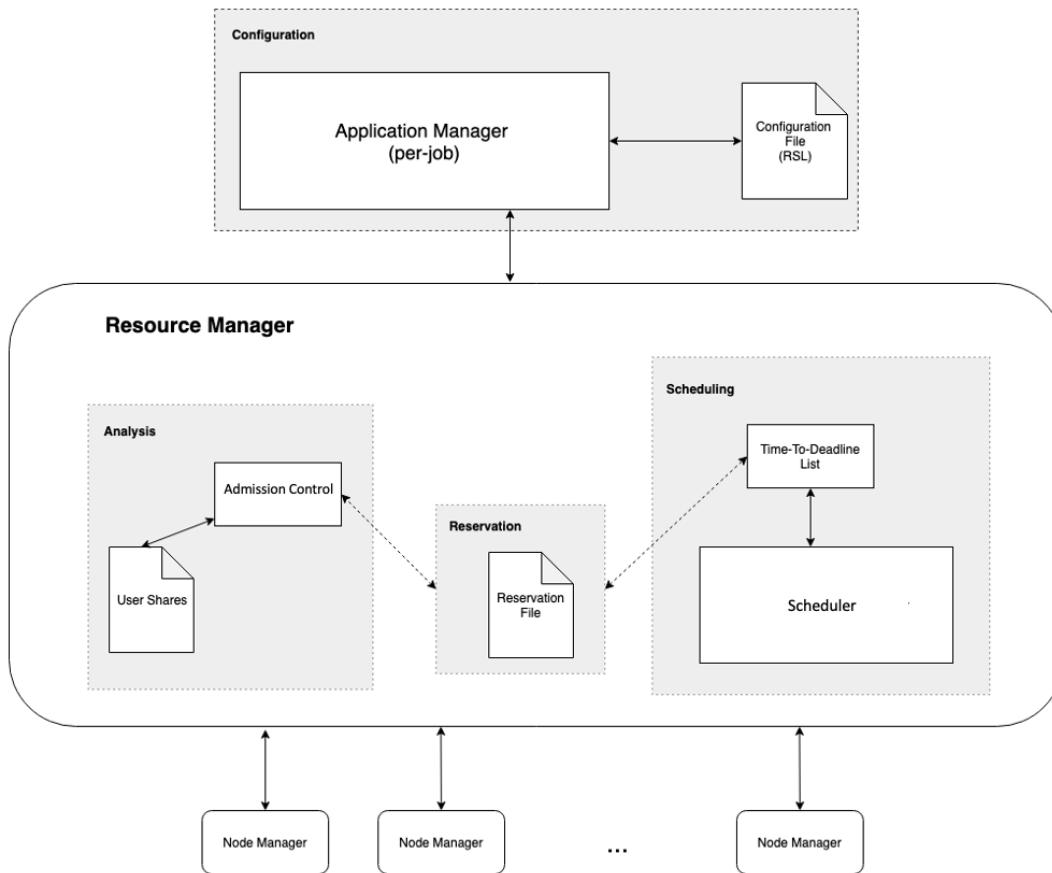 Configuration
Application Manager
(per-job)
Configuration
File
(RSL)
Resource Manager
Analysis
Admission Control
User Shares
Reservation
Reservation
File
Scheduling
Time-To-Deadline
List
Scheduler
Node Manager
Node Manager
...
Node Manager